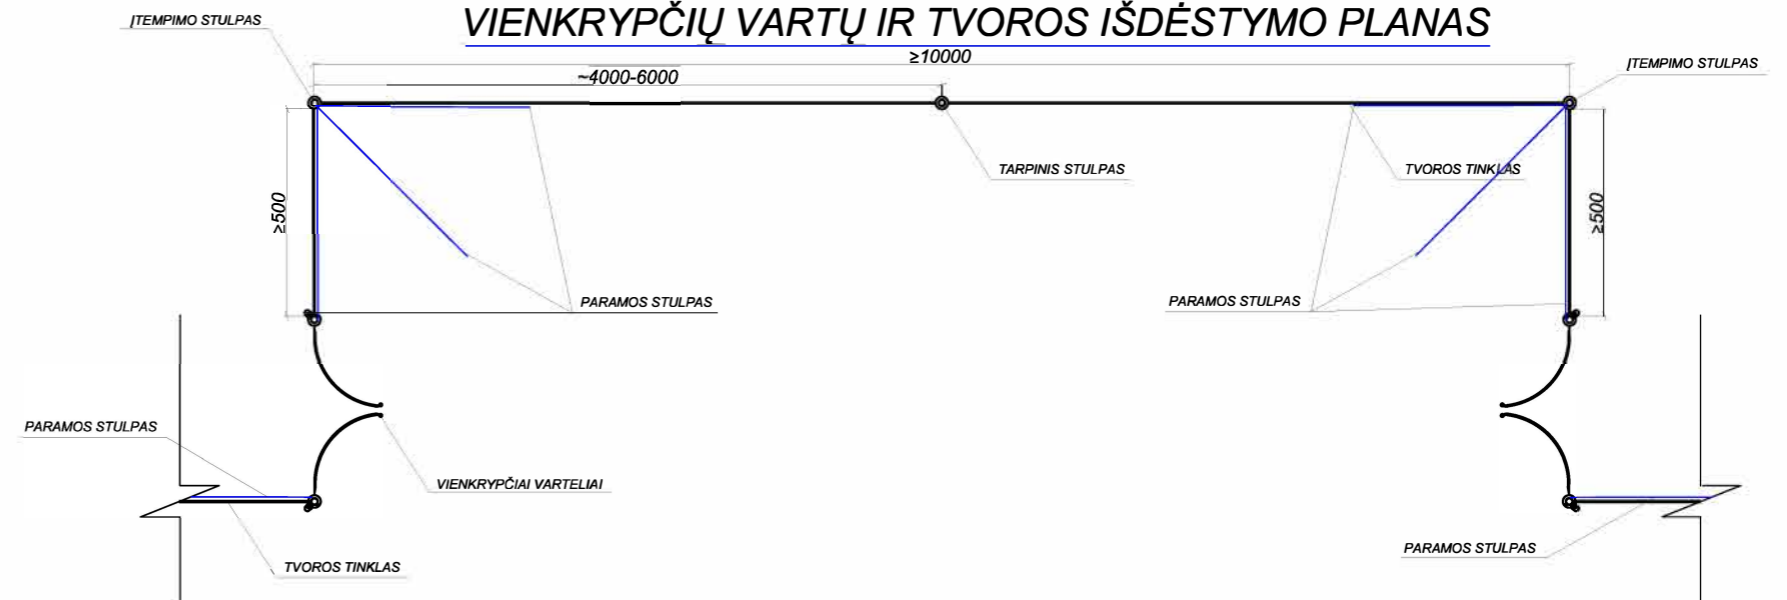 ĮTEMPIMO STULPAS
VIENKRYPČIŲ VARTŲ IR TVOROS IŠDĖSTYMO PLANAS
≥10000
~4000-6000
ĮTEMPIMO STULPAS
TARPINIS STULPAS
TVOROS TINKLAS
≥500
≥500
PARAMOS STULPAS
PARAMOS STULPAS
PARAMOS STULPAS
VIENKRYPČIAI VARTELIAI
TVOROS TINKLAS
PARAMOS STULPAS